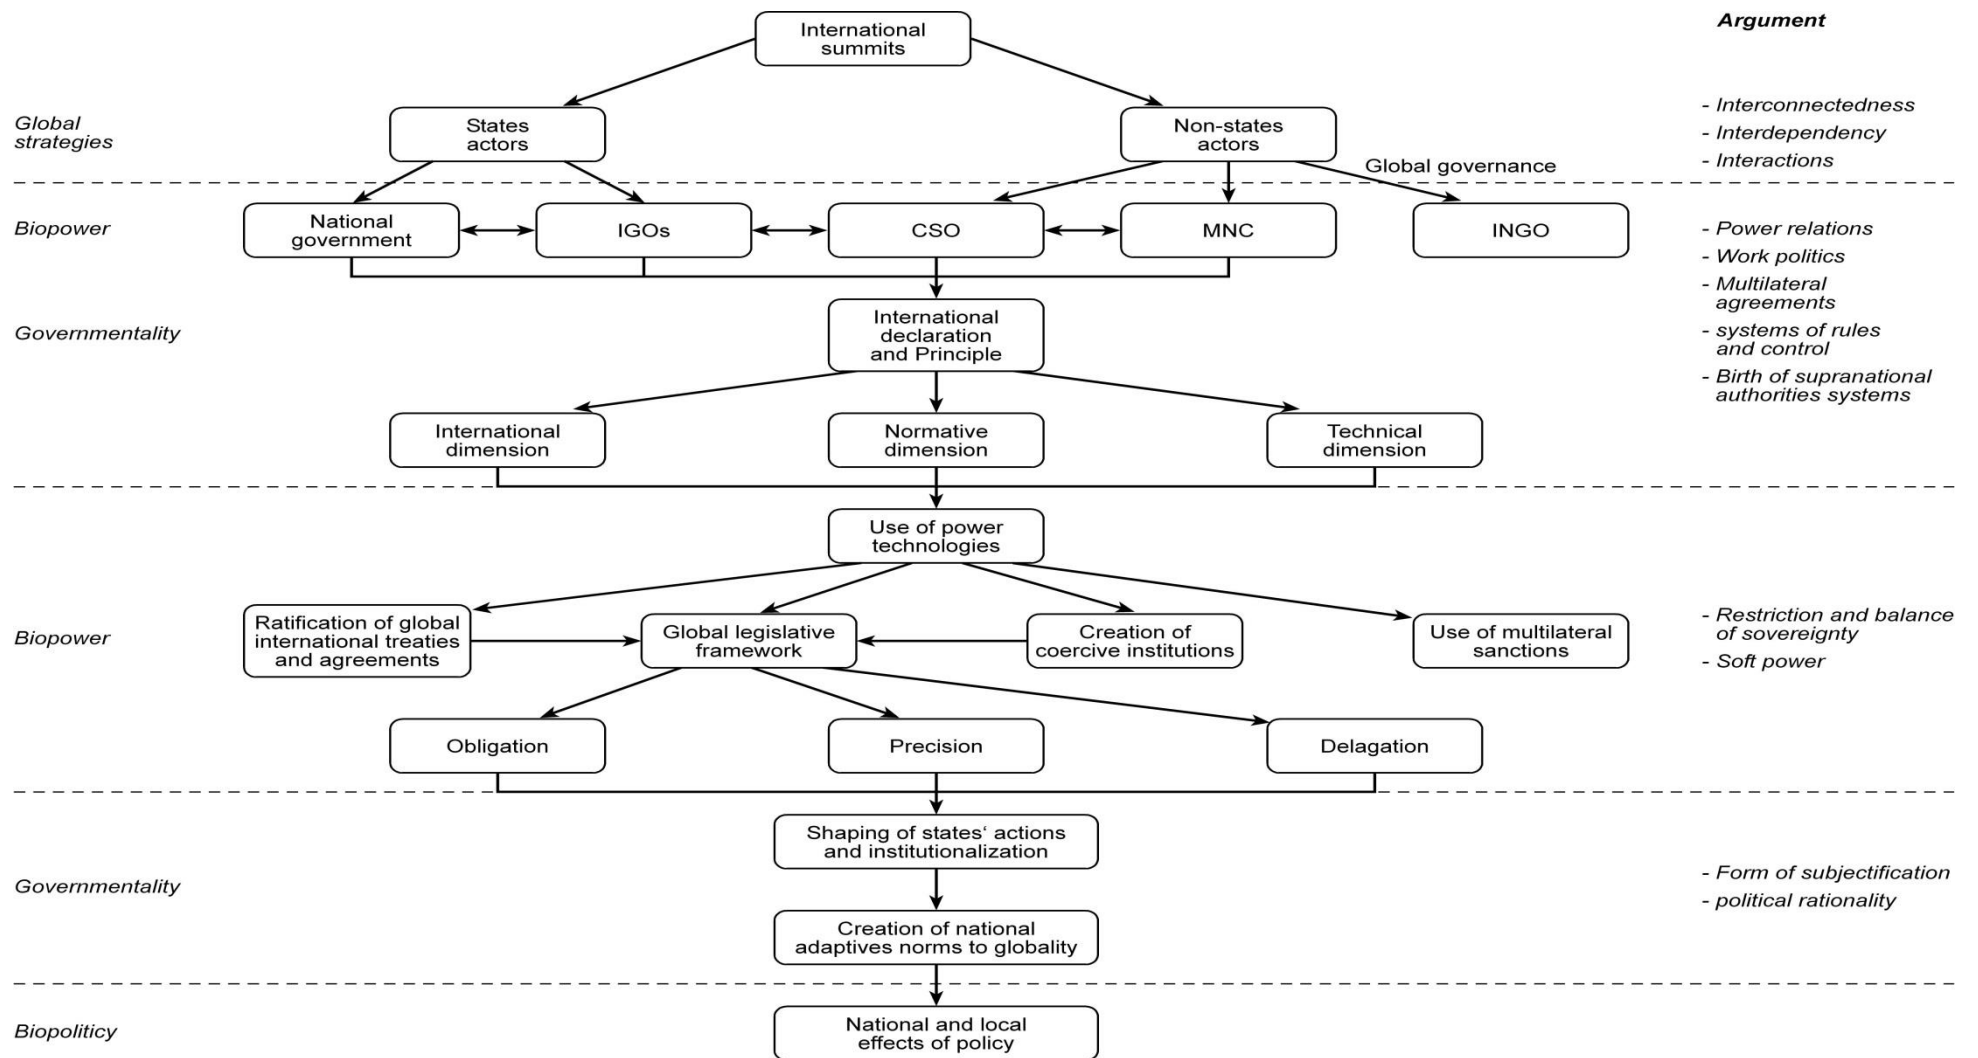 International
summits
Argument
Global
strategies
States
actors
Non-states
actors
Global governance
- Interconnectedness
- Interdependency
- Interactions
Biopower
National
government
IGOs
CSO
MNC
INGO
- Power relations
- Work politics
- Multilateral
agreements
- systems of rules
and control
- Birth of supranational
authorities systems
Governmentality
International
declaration
and Principle
International
dimension
Normative
dimension
Technical
dimension
Use of power
technologies
Biopower
Ratification of global
international treaties
and agreements
Global legislative
framework
Creation of
coercive institutions
Use of multilateral
sanctions
- Restriction and balance
of sovereignty
- Soft power
Obligation
Precision
Delagation
Shaping of states‘ actions
and institutionalization
Governmentality
- Form of subjectification
- political rationality
Creation of national
adaptives norms to globality
Biopoliticy
National and local
effects of policy